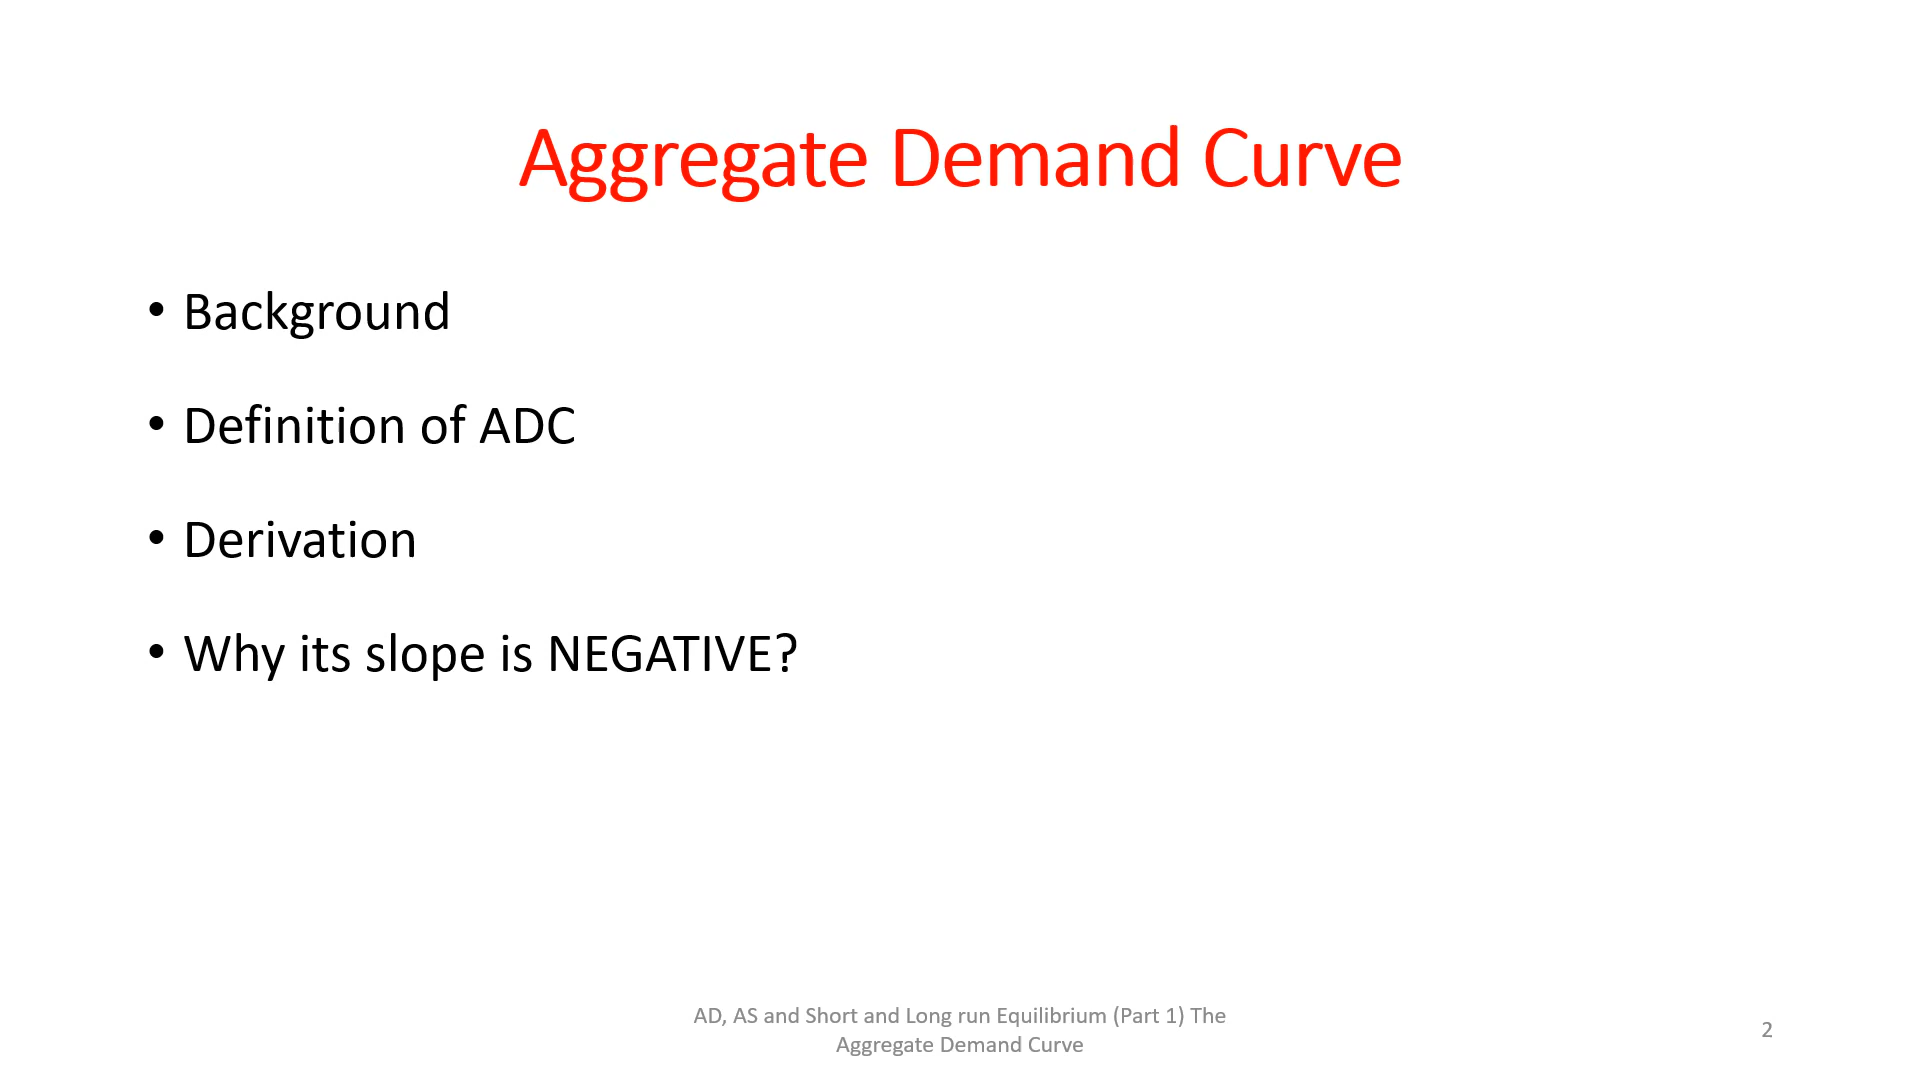 Aggregate Demand Curve
• Background
• Definition of ADC
• Derivation
• Why its slope is NEGATIVE?
AD, AS and Short and Long run Equilibrium (Part 1) The
Aggregate Demand Curve
2